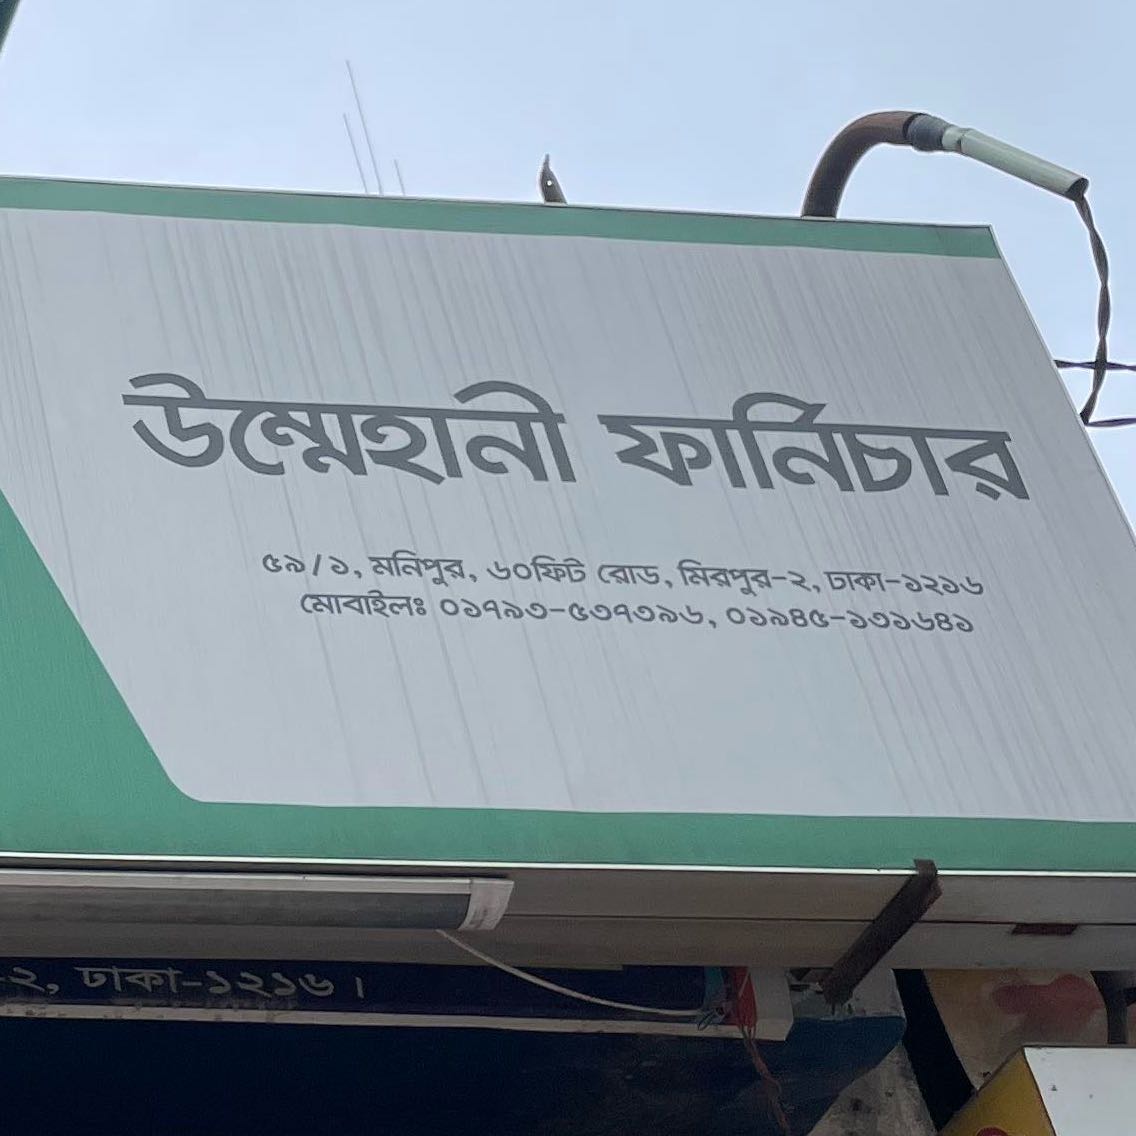 উম্মেহানী ফার্নিচার
৫৯/১, মনিপুর, ৬০ফিট রোড, মিরপুর-২, ঢাকা-১২১৬
মোবাইলঃ ০১৭৯৩-৫৩৭৩৯৬, ০১৯৪৫-১৩১৬৪১
-২, ঢাকা-১২১৬।